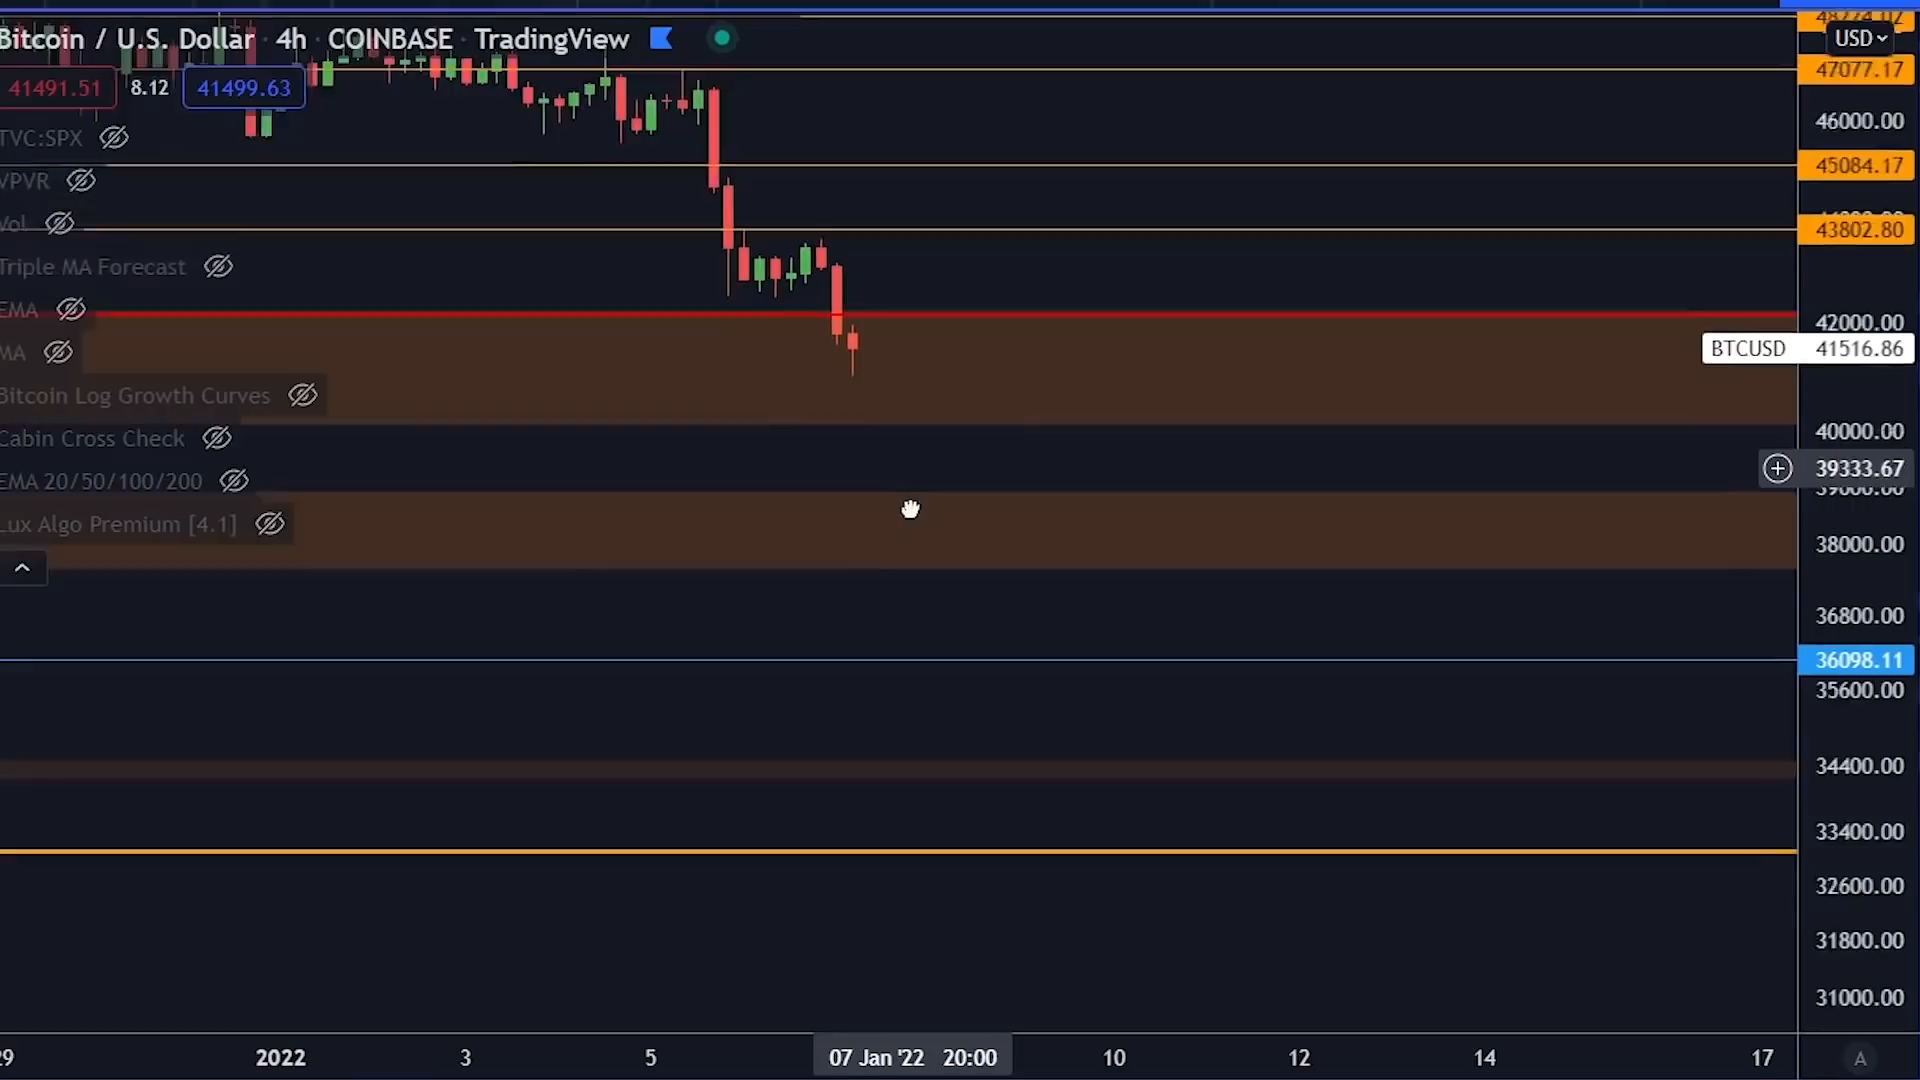 Bitcoin / U.S. Dollar · 4h · COINBASE · TradingView
USD
41491.51 8.12 41499.63
47077.17
46000.00
TVC:SPX
45084.17
VPVR
Vol
43802.80
Triple MA Forecast
EMA
42000.00
MA
BTCUSD 41516.86
Bitcoin Log Growth Curves
40000.00
Cabin Cross Check
39333.67
EMA 20/50/100/200
39000.00
Lux Algo Premium [4.1]
38000.00
36800.00
36098.11
35600.00
34400.00
33400.00
32600.00
31800.00
31000.00
29 2022 3 5 07 Jan '22 20:00 10 12 14 17 A